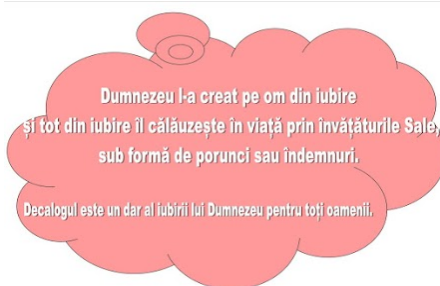 Dumnezeu l-a creat pe om din iubire
și tot din iubire îl călăuzește în viață prin învățăturile Sale,
sub formă de porunci sau îndemnuri.
Decalogul este un dar al iubirii lui Dumnezeu pentru toți oamenii.